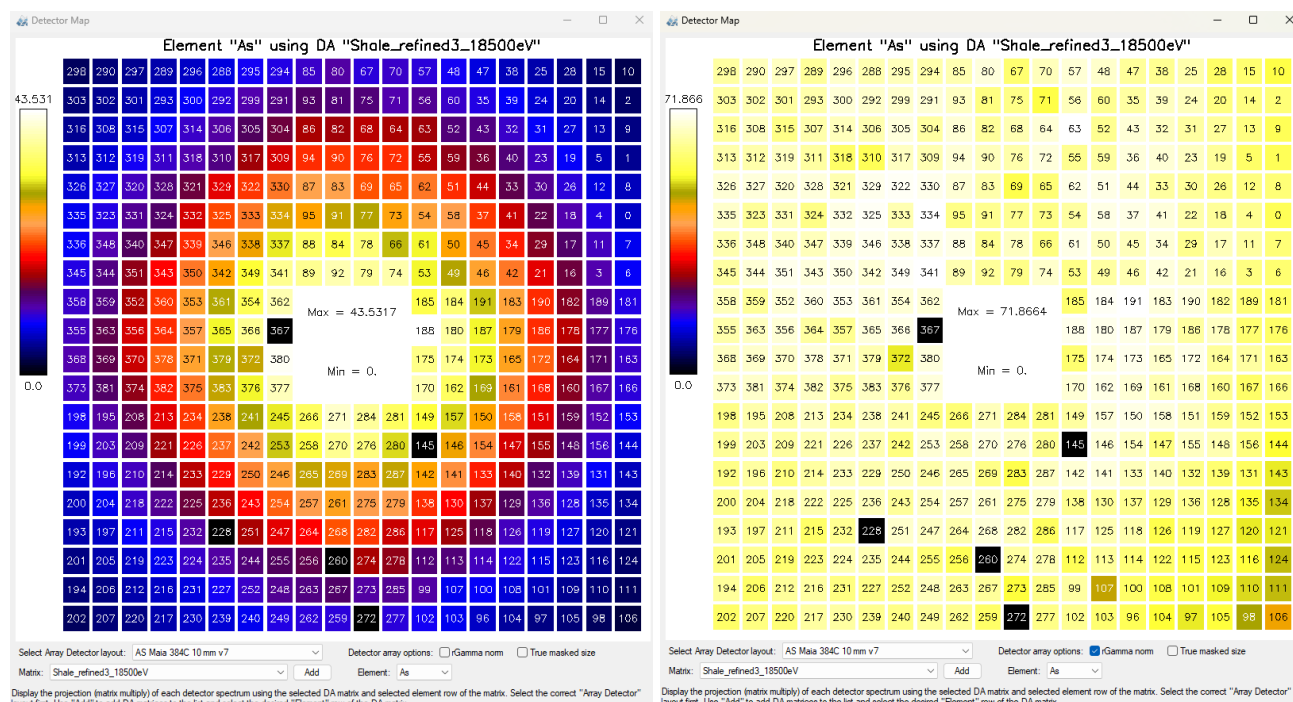 Detector Map
Element "As" using DA "Shale_refined3_18500eV"
298 290 297 289 296 288 295 294 85 80 67 70 57 48 47 38 25 28 15 10
43.531
303 302 301 293 300 292 299 291 93 81 75 71 56 60 35 39 24 20 14 2
316 308 315 307 314 306 305 304 86 82 68 64 63 52 43 32 31 27 13 9
313 312 319 311 318 310 317 309 94 90 76 72 55 59 36 40 23 19 5 1
326 327 320 328 321 329 322 330 87 83 69 65 62 51 44 33 30 26 12 8
335 323 331 324 332 325 333 334 95 91 77 73 54 58 37 41 22 18 4 0
336 348 340 347 339 346 338 337 88 84 78 66 61 50 45 34 29 17 11 7
345 344 351 343 350 342 349 341 89 92 79 74 53 49 46 42 21 16 3 6
358 359 352 360 353 361 354 362 185 184 191 183 190 182 189 181
Max = 43.5317
355 363 356 364 357 365 366 367 188 180 187 179 186 178 177 176
368 369 370 378 371 379 372 380 175 174 173 165 172 164 171 163
Min = 0.
0.0
373 381 374 382 375 383 376 377 170 162 169 161 168 160 167 166
198 195 208 213 234 238 241 245 266 271 284 281 149 157 150 158 151 159 152 153
199 203 209 221 226 237 242 253 258 270 276 280 145 146 154 147 155 148 156 144
192 196 210 214 233 229 250 246 265 269 283 287 142 141 133 140 132 139 131 143
200 204 218 222 225 236 243 254 257 261 275 279 138 130 137 129 136 128 135 134
193 197 211 215 232 228 251 247 264 268 282 286 117 125 118 126 119 127 120 121
201 205 219 223 224 235 244 255 256 260 274 278 112 113 114 122 115 123 116 124
194 206 212 216 231 227 252 248 263 267 273 285 99 107 100 108 101 109 110 111
202 207 220 217 230 239 240 249 262 259 272 277 102 103 96 104 97 105 98 106
Select Array Detector layout: AS Maia 384C 10 mm v7 Detector array options: rGamma norm True masked size
Matrix: Shale_refined3_18500eV Add Element: As
Display the projection (matrix multiply) of each detector spectrum using the selected DA matrix and selected element row of the matrix. Select the correct "Array Detector"
layout first. Use "Add" to add DA matrices to the list and select the desired "Element" row of the DA matrix.
Detector Map
Element "As" using DA "Shale_refined3_18500eV"
298 290 297 289 296 288 295 294 85 80 67 70 57 48 47 38 25 28 15 10
71.866
303 302 301 293 300 292 299 291 93 81 75 71 56 60 35 39 24 20 14 2
316 308 315 307 314 306 305 304 86 82 68 64 63 52 43 32 31 27 13 9
313 312 319 311 318 310 317 309 94 90 76 72 55 59 36 40 23 19 5 1
326 327 320 328 321 329 322 330 87 83 69 65 62 51 44 33 30 26 12 8
335 323 331 324 332 325 333 334 95 91 77 73 54 58 37 41 22 18 4 0
336 348 340 347 339 346 338 337 88 84 78 66 61 50 45 34 29 17 11 7
345 344 351 343 350 342 349 341 89 92 79 74 53 49 46 42 21 16 3 6
358 359 352 360 353 361 354 362 185 184 191 183 190 182 189 181
Max = 71.8664
355 363 356 364 357 365 366 367 188 180 187 179 186 178 177 176
368 369 370 378 371 379 372 380 175 174 173 165 172 164 171 163
Min = 0.
0.0
373 381 374 382 375 383 376 377 170 162 169 161 168 160 167 166
198 195 208 213 234 238 241 245 266 271 284 281 149 157 150 158 151 159 152 153
199 203 209 221 226 237 242 253 258 270 276 280 145 146 154 147 155 148 156 144
192 196 210 214 233 229 250 246 265 269 283 287 142 141 133 140 132 139 131 143
200 204 218 222 225 236 243 254 257 261 275 279 138 130 137 129 136 128 135 134
193 197 211 215 232 228 251 247 264 268 282 286 117 125 118 126 119 127 120 121
201 205 219 223 224 235 244 255 256 260 274 278 112 113 114 122 115 123 116 124
194 212 216 231 227 252 248 263 267 273 285 99 107 100 108 101 109 110 111
202 207 220 217 230 239 240 249 262 259 272 277 102 103 96 104 97 105 98 106
Select Array Detector layout: AS Maia 384C 10 mm v7 Detector array options: rGamma norm True masked size
Matrix: Shale_refined3_18500eV Add Element: As
Display the projection (matrix multiply) of each detector spectrum using the selected DA matrix and selected element row of the matrix. Select the correct "Array Detector"
layout first. Use "Add" to add DA matrices to the list and select the desired "Element" row of the DA matrix.